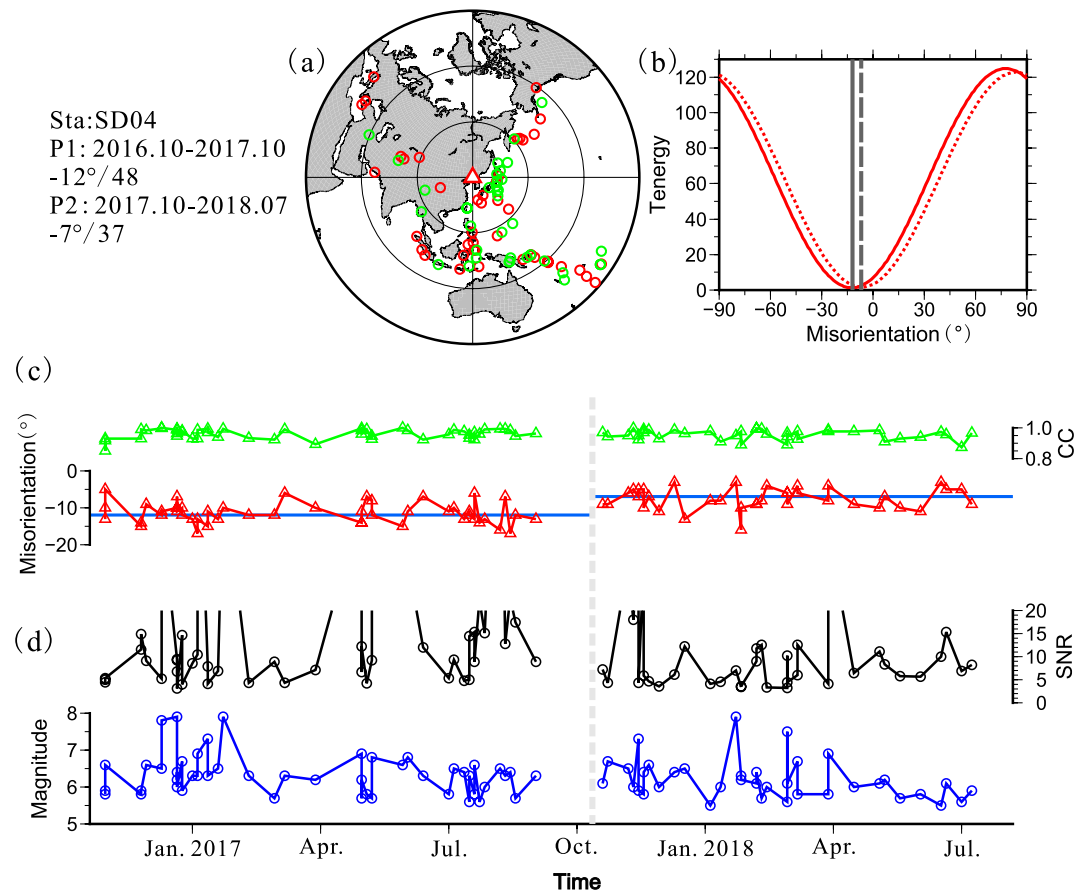 (a)
(b)
Sta:SD04
P1: 2016.10-2017.10
-12°/48
P2: 2017.10-2018.07
-7°/37
Tenergy
120
100
80
60
40
20
0
−90 −60 −30 0 30 60 90
Misorientation (°)
(c)
Misorientation(°)
0
−10
−20
1.0
0.8
CC
(d)
20
15
10
5
0
SNR
Magnitude
8
7
6
5
Jan. 2017 Apr. Jul. Oct. Jan. 2018 Apr. Jul.
Time